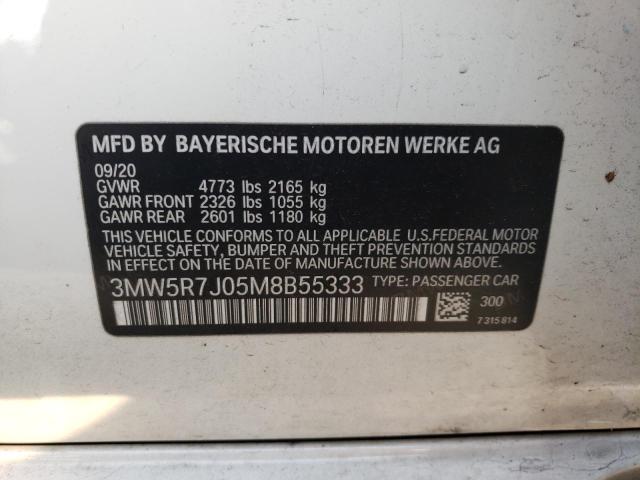 MFD BY BAYERISCHE MOTOREN WERKE AG
09/20
GVWR 4773 lbs 2165 kg
GAWR FRONT 2326 lbs 1055 kg
GAWR REAR 2601 lbs 1180 kg
THIS VEHICLE CONFORMS TO ALL APPLICABLE U.S.FEDERAL MOTOR
VEHICLE SAFETY, BUMPER AND THEFT PREVENTION STANDARDS
IN EFFECT ON THE DATE OF MANUFACTURE SHOWN ABOVE.
3MW5R7J05M8B55333 TYPE: PASSENGER CAR
300
7 315 814